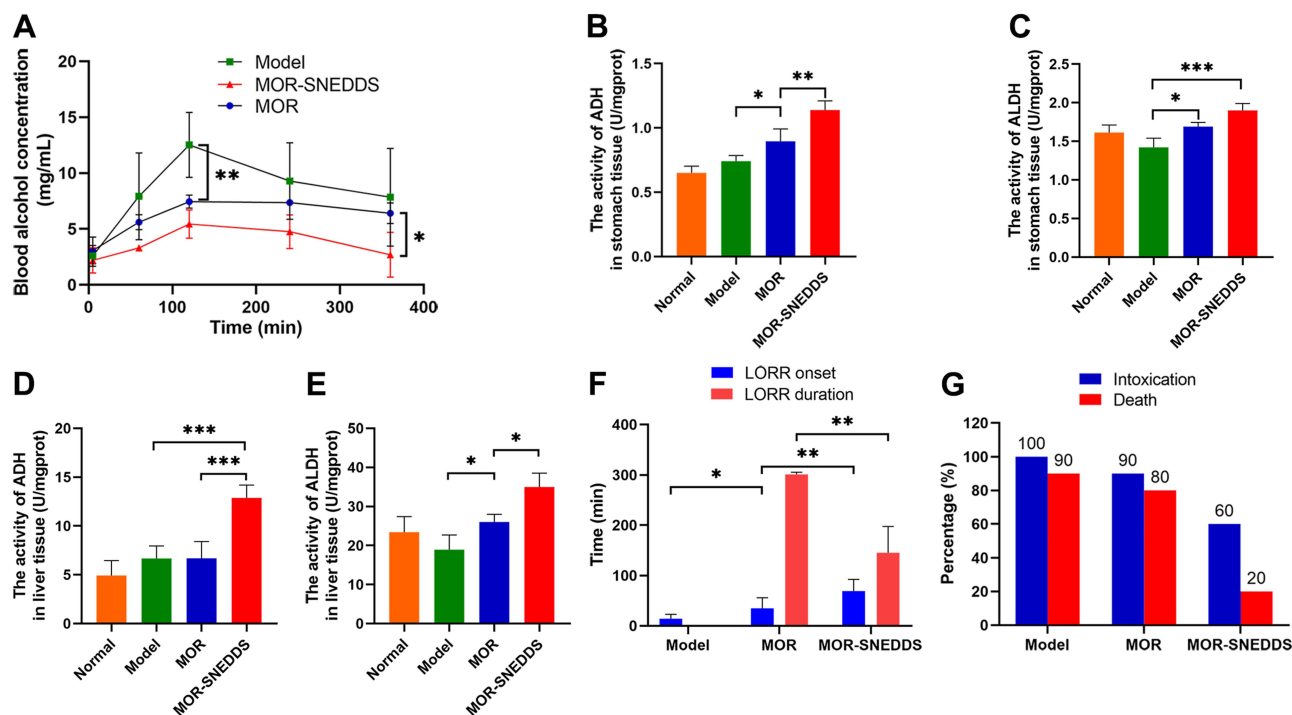 A
Blood alcohol concentration
(mg/mL)
20
15
10
5
0
0
100
200
300
400
Time (min)
Model
MOR-SNEDDS
MOR
**
*
B
The activity of ADH
in stomach tissue (U/mgprot)
1.5
1.0
0.5
0.0
*
**
Normal
Model
MOR
MOR-SNEDDS
C
The activity of ALDH
in stomach tissue (U/mgprot)
2.5
2.0
1.5
1.0
0.5
0.0
***
*
Normal
Model
MOR
MOR-SNEDDS
D
The activity of ADH
in liver tissue (U/mgprot)
20
15
10
5
0
***
***
Normal
Model
MOR
MOR-SNEDDS
E
The activity of ALDH
in liver tissue (U/mgprot)
50
40
30
20
10
0
*
*
Normal
Model
MOR
MOR-SNEDDS
F
LORR onset
LORR duration
Time (min)
400
300
200
100
0
*
**
**
Model
MOR
MOR-SNEDDS
G
Intoxication
Death
Percentage (%)
120
100
80
60
40
20
0
100
90
90
80
60
20
Model
MOR
MOR-SNEDDS